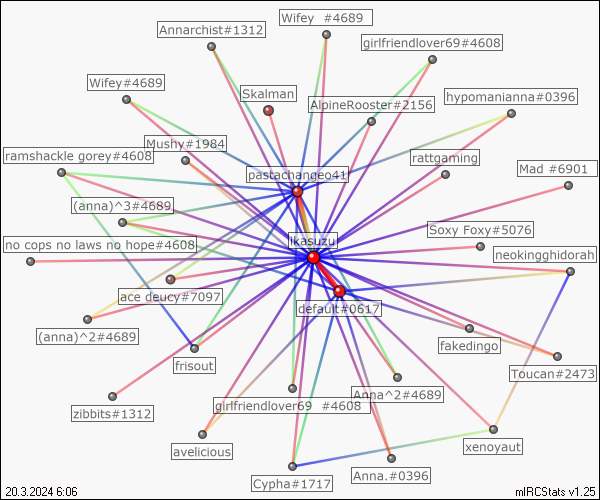 Wifey  #4689
Annarchist#1312
girlfriendlover69#4608
Wifey#4689
Skalman
AlpineRooster#2156
hypomanianna#0396
Mushy#1984
ramshackle gorey#4608
rattgaming
Mad #6901
pastachangeo41
(anna)^3#4689
Soxy Foxy#5076
no cops no laws no hope#4608
ikasuzu
neokingghidorah
ace deucy#7097
default#0617
(anna)^2#4689
fakedingo
frisout
Toucan#2473
Anna^2#4689
girlfriendlover69  #4608
zibbits#1312
avelicious
xenoyaut
Cypha#1717
Anna.#0396
20.3.2024 6:06
mIRCStats v1.25